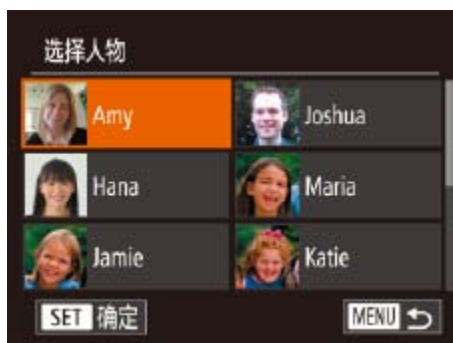 选择人物
Amy Joshua
Hana Maria
Jamie Katie
SET 确定 MENU